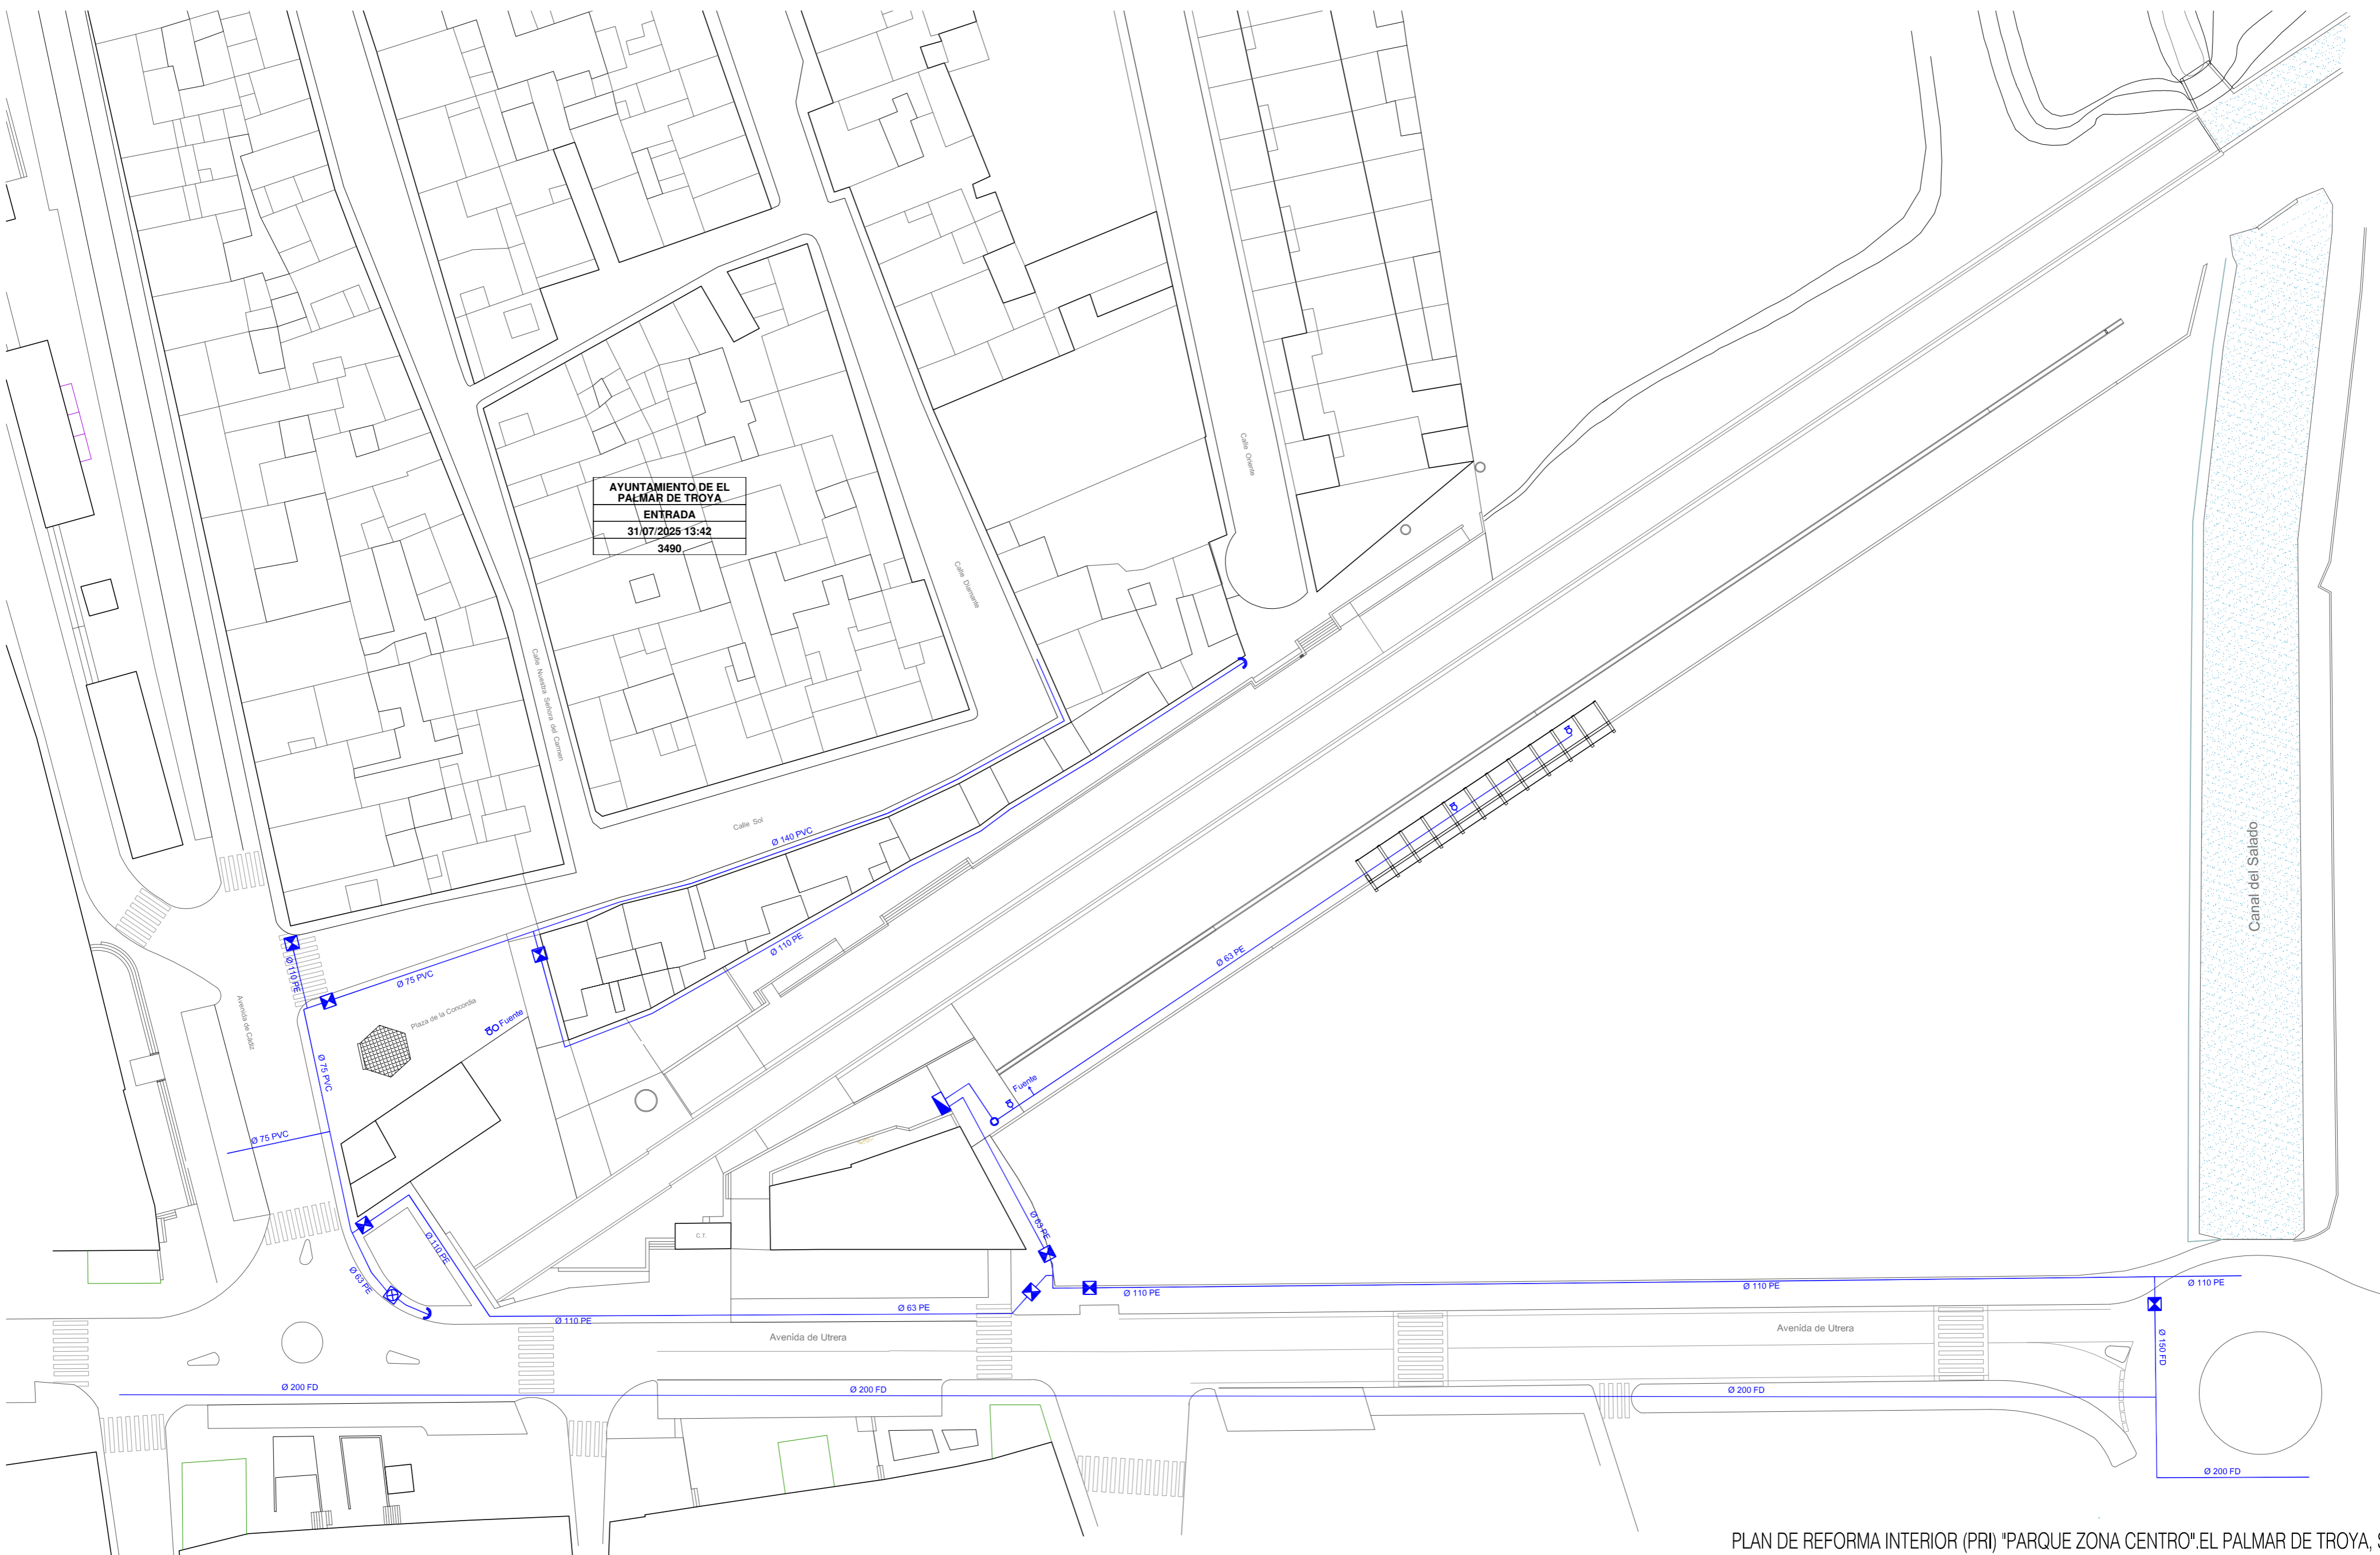 Calle Oriente
AYUNTAMIENTO DE EL
PALMAR DE TROYA
ENTRADA
31/07/2025 13:42
3490
Calle Diamante
Calle Nuestra Señora del Carmen
Calle Sol
Ø 140 PVC
Canal del Salado
Ø 110 PE
Ø 110 PE
Ø 63 PE
Ø 75 PVC
Plaza de la Concordia
Avenida de Cádiz
Fuente
Ø 75 PVC
Fuente
Ø 75 PVC
Ø 63 PE
C.T.
Ø 110 PE
Ø 63 PE
Ø 110 PE
Ø 110 PE
Ø 110 PE
Ø 63 PE
Ø 110 PE
Avenida de Utrera
Avenida de Utrera
Ø 150 FD
Ø 200 FD
Ø 200 FD
Ø 200 FD
Ø 200 FD
PLAN DE REFORMA INTERIOR (PRI) "PARQUE ZONA CENTRO".EL PALMAR DE TROYA,